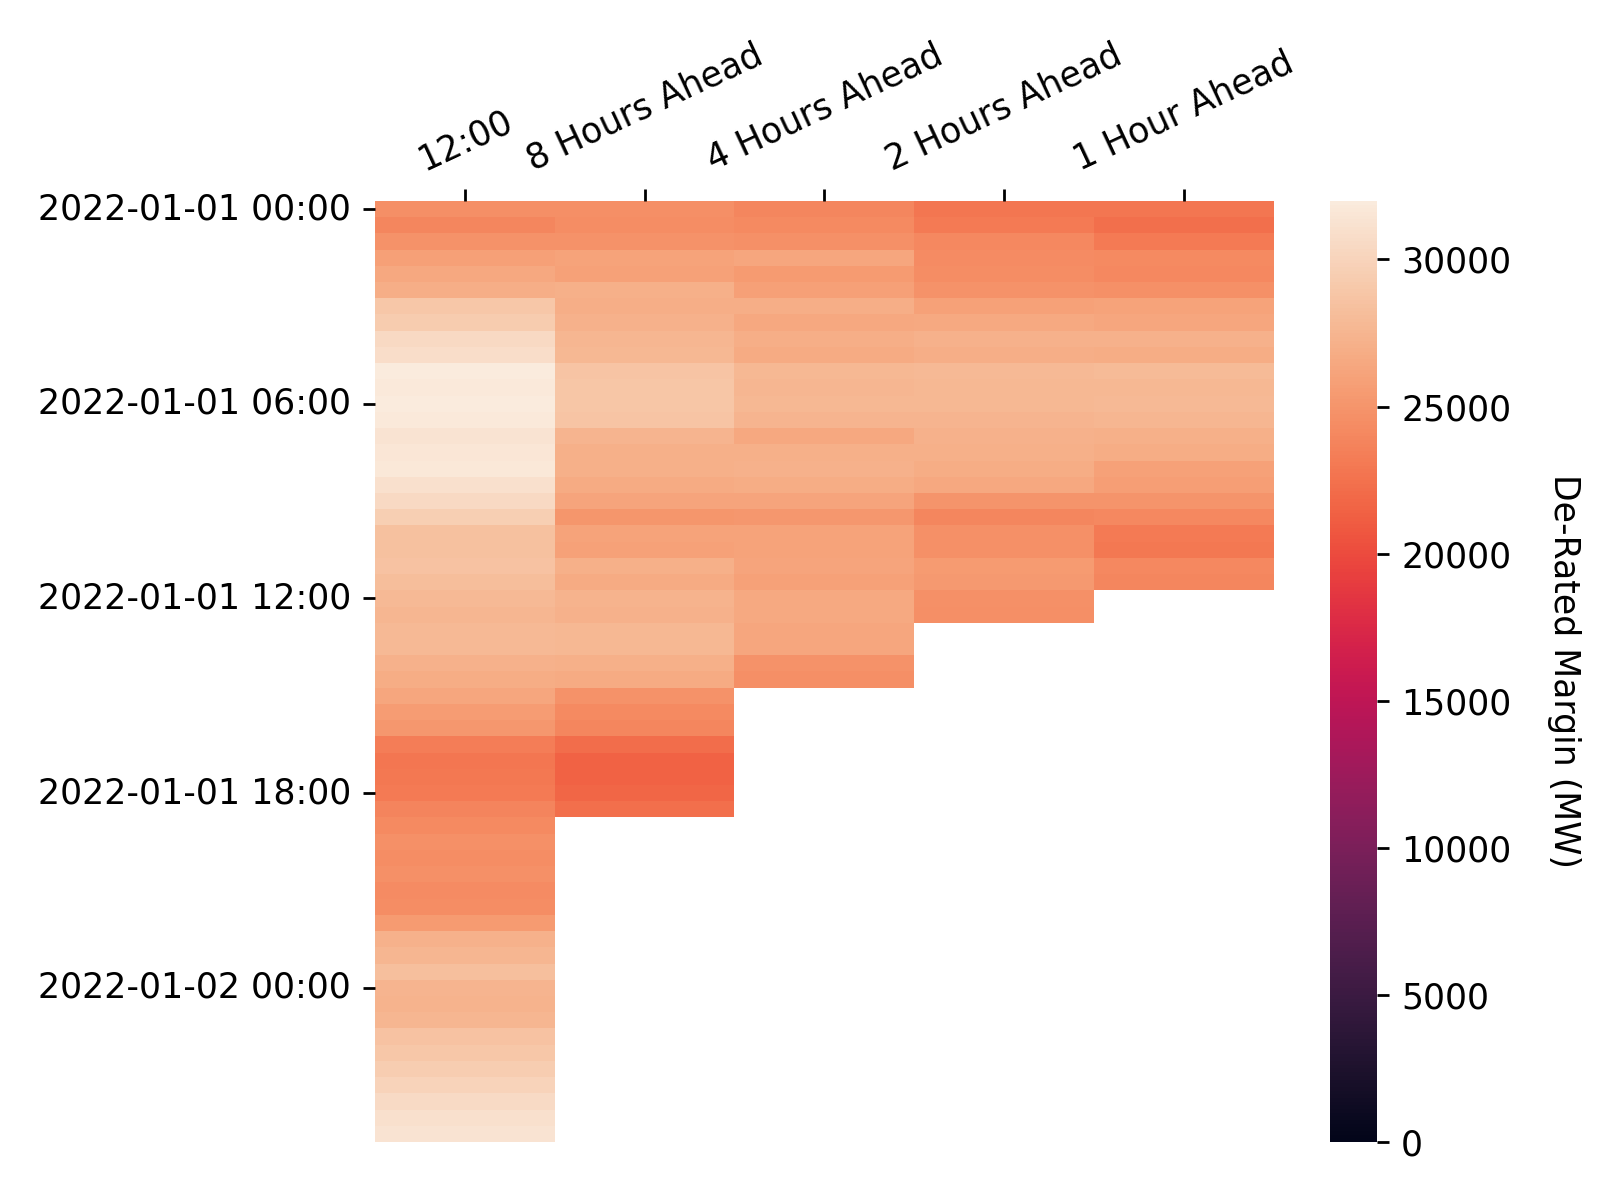 12:00
8 Hours Ahead
4 Hours Ahead
2 Hours Ahead
1 Hour Ahead
2022-01-01 00:00
2022-01-01 06:00
2022-01-01 12:00
2022-01-01 18:00
2022-01-02 00:00
30000
25000
20000
15000
10000
5000
0
De-Rated Margin (MW)